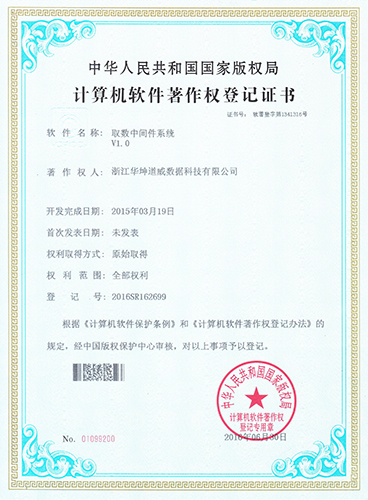 中华人民共和国国家版权局
计算机软件著作权登记证书
证书号： 软著登字第1341316号
软件名称： 取数中间件系统
V1.0
著作权人： 浙江华坤道威数据科技有限公司
开发完成日期： 2015年03月19日
首次发表日期： 未发表
权利取得方式： 原始取得
权利范围： 全部权利
登记号： 2016SR162699
根据《计算机软件保护条例》和《计算机软件著作权登记办法》的
规定，经中国版权保护中心审核，对以上事项予以登记。
中华人民共和国国家版权局
计算机软件著作权
登记专用章
No. 01099200
2016年06月30日